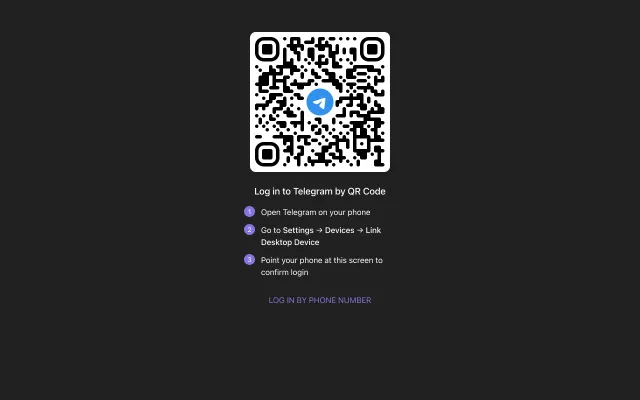 Log in to Telegram by QR Code
1 Open Telegram on your phone
2 Go to Settings → Devices → Link
Desktop Device
3 Point your phone at this screen to
confirm login
LOG IN BY PHONE NUMBER